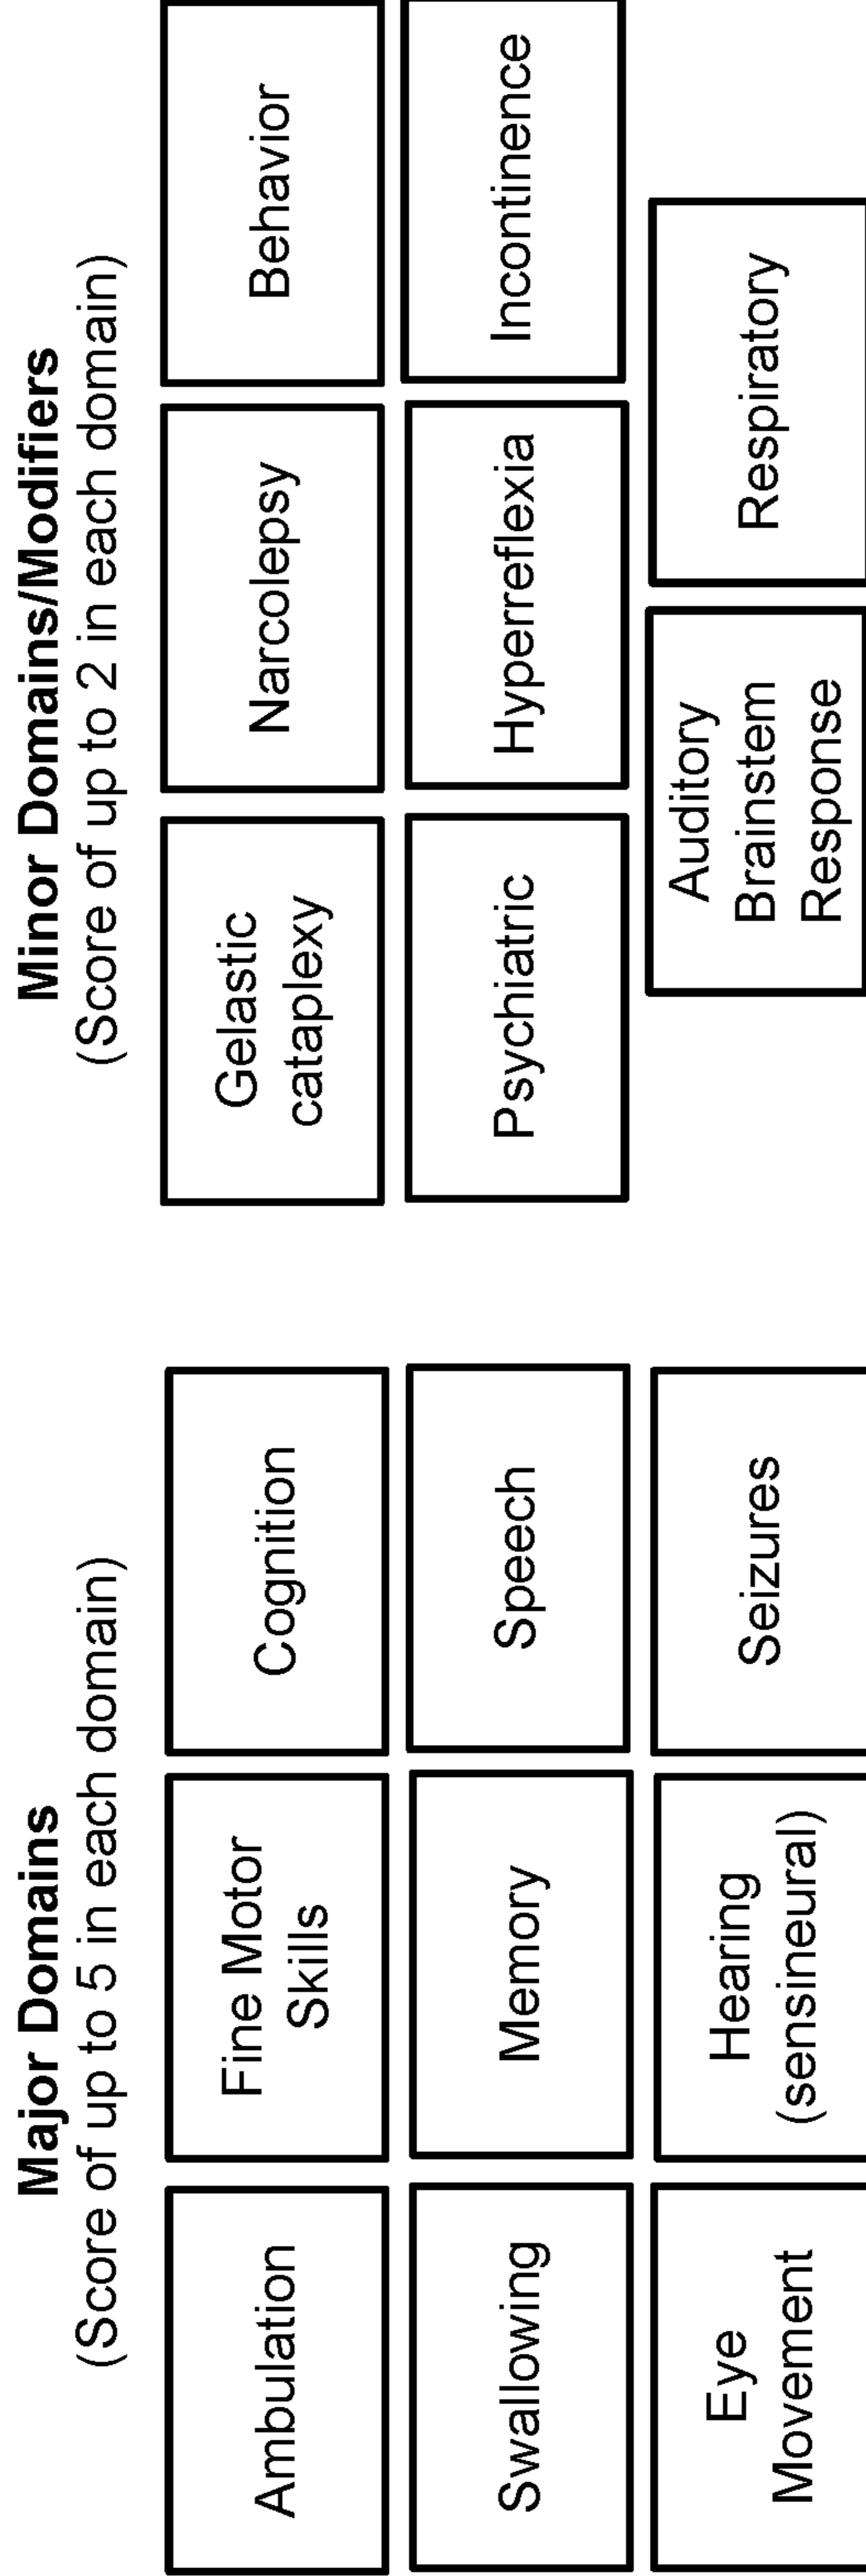 Major Domains
(Score of up to 5 in each domain)
Ambulation
Fine Motor
Skills
Cognition
Swallowing
Memory
Speech
Eye
Movement
Hearing
(sensineural)
Seizures
Minor Domains/Modifiers
(Score of up to 2 in each domain)
Gelastic
cataplexy
Narcolepsy
Behavior
Psychiatric
Hyperreflexia
Incontinence
Auditory
Brainstem
Response
Respiratory